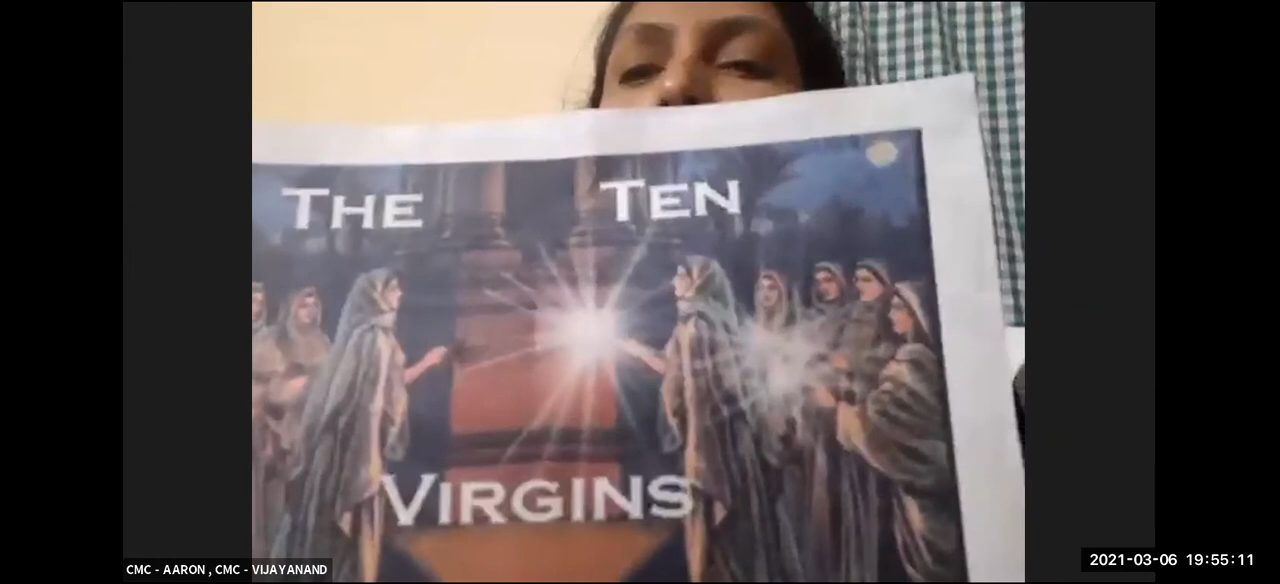 THE TEN
VIRGINS
CMC - AARON , CMC - VIJAYANAND
2021-03-06 19:55:11